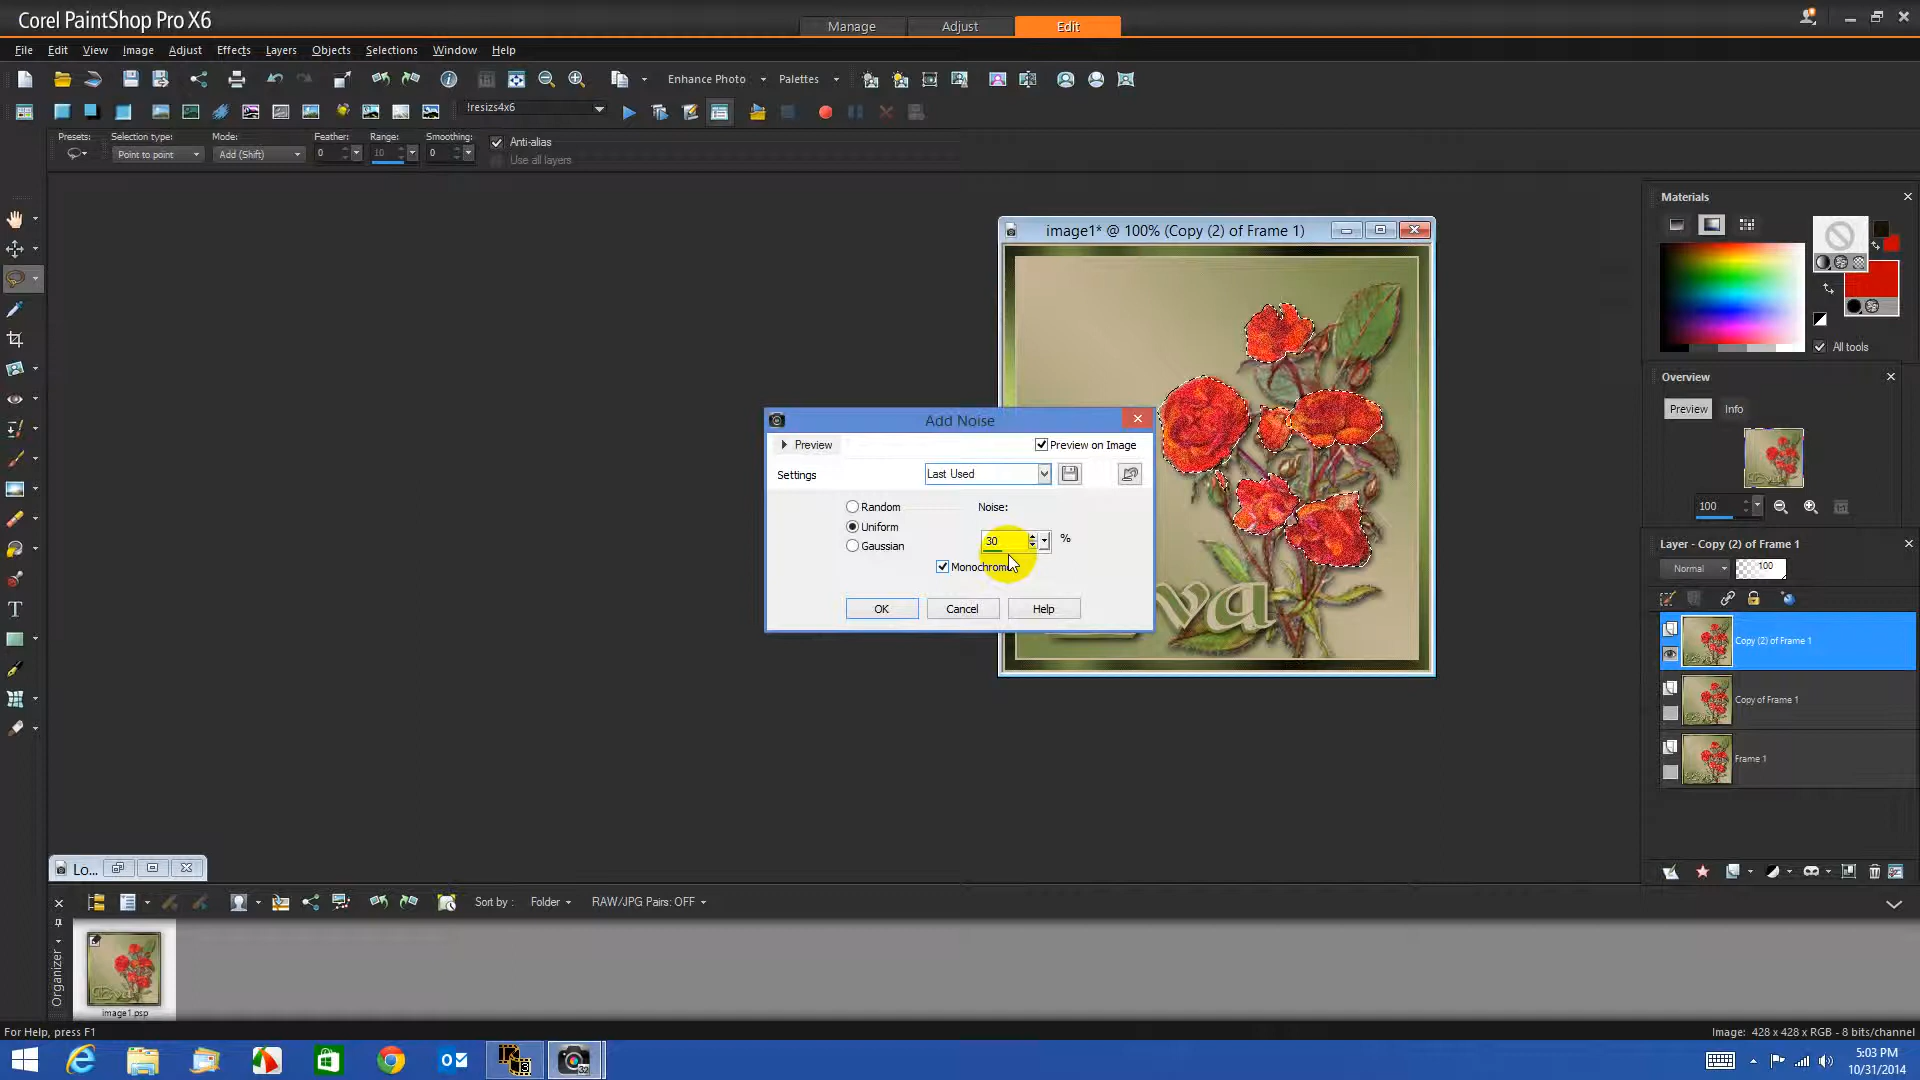 Corel PaintShop Pro X6
Manage Adjust Edit
File Edit View Image Adjust Effects Layers Objects Selections Window Help
Enhance Photo Palettes
!resizs4x6
Presets: Selection type: Mode: Feather: Range: Smoothing:
Anti-alias
Point to point Add (Shift) 0 10 0
Use all layers
Materials
image1* @ 100% (Copy (2) of Frame 1)
All tools
Overview
Preview Info
100
Add Noise
Preview Preview on Image
Settings Last Used
Random Noise:
Uniform
30 %
Gaussian
Monochrome
OK Cancel Help
Eva
Layer - Copy (2) of Frame 1
Normal 100
Copy (2) of Frame 1
Copy of Frame 1
Frame 1
Lo...
Sort by : Folder RAW/JPG Pairs: OFF
Organizer
image1.psp
For Help, press F1
Image: 428 x 428 x RGB - 8 bits/channel
32
5:03 PM
10/31/2014